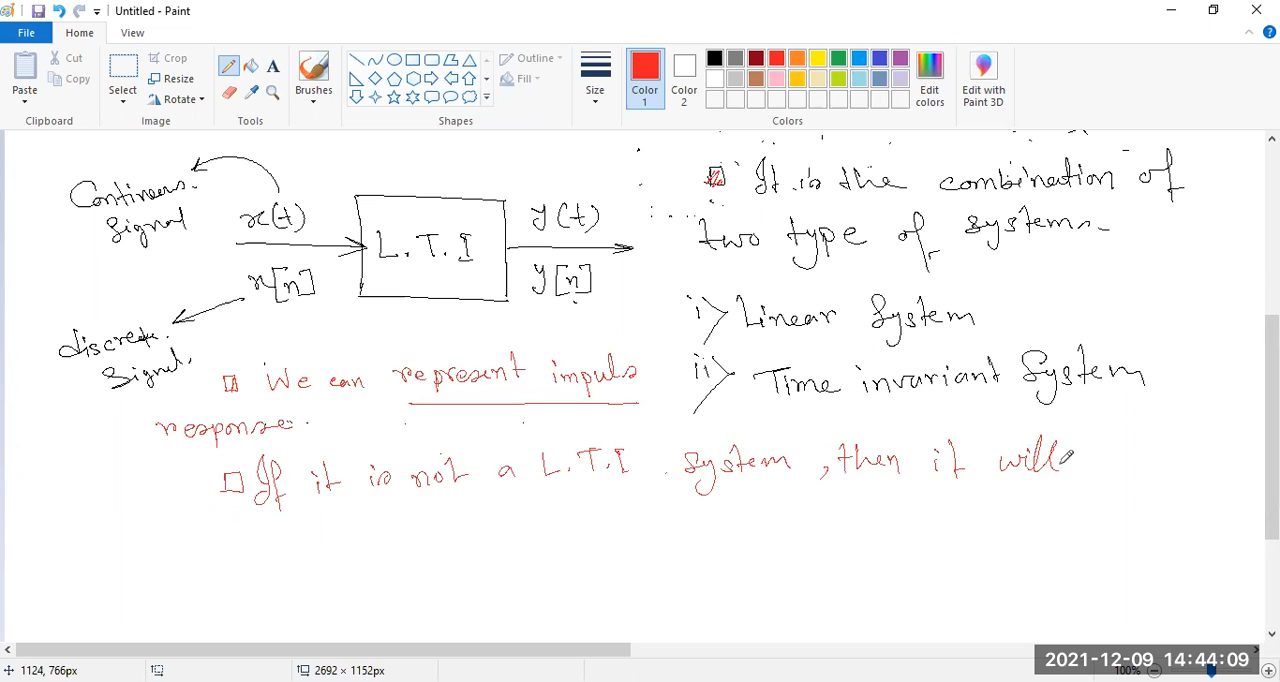 Untitled - Paint
File
Home
View
Paste
Cut
Copy
Clipboard
Select
Crop
Resize
Rotate
Image
Tools
Brushes
Shapes
Outline
Fill
Size
Color 1
Color 2
Colors
Edit colors
Edit with Paint 3D
Continuous.
Signal
x(t)
x[n]
L.T.I
y(t)
y[n]
discrete.
Signal.
It is the combination of
two type of systems.
i> Linear System
ii> Time invariant System
We can represent impuls
response.
If it is not a L.T.I. System, then it will
1124, 766px
2692 × 1152px
100%
2021-12-09 14:44:09